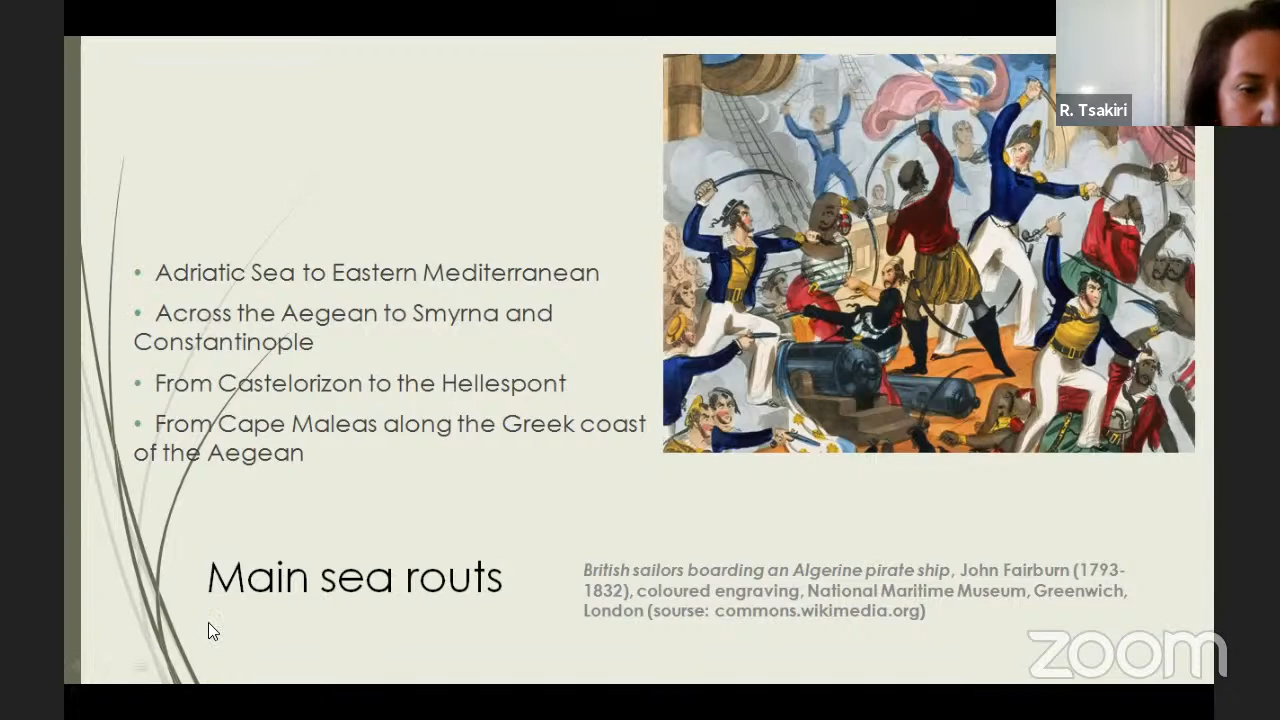 R. Tsakiri
• Adriatic Sea to Eastern Mediterranean
• Across the Aegean to Smyrna and
Constantinople
• From Castelorizon to the Hellespont
• From Cape Maleas along the Greek coast
of the Aegean
Main sea routs
British sailors boarding an Algerine pirate ship, John Fairburn (1793-
1832), coloured engraving, National Maritime Museum, Greenwich,
London (sourse: commons.wikimedia.org)
zoom